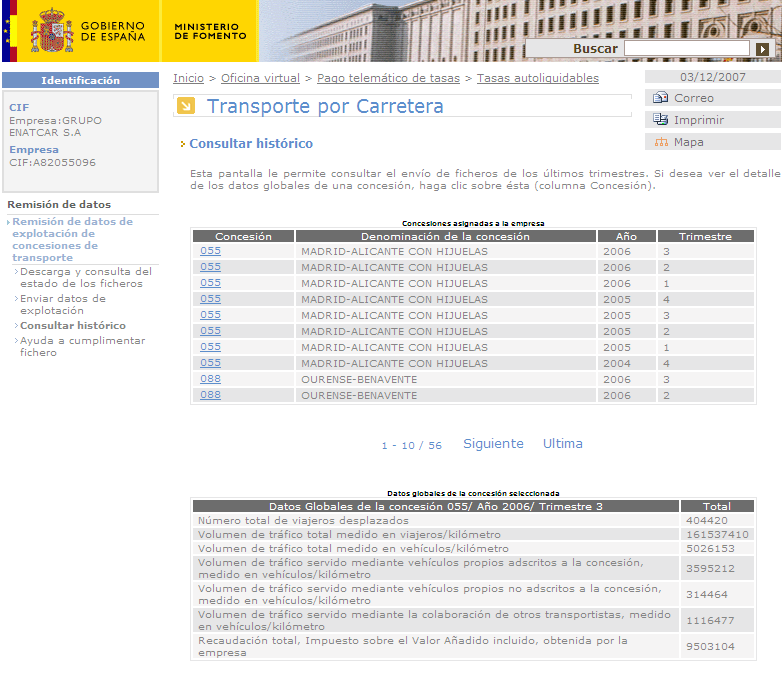 GOBIERNO
DE ESPAÑA
MINISTERIO
DE FOMENTO
Buscar
Identificación
CIF
Empresa:GRUPO
ENATCAR S.A
Empresa
CIF:A82055096
Remisión de datos
Remisión de datos de
explotación de
concesiones de
transporte
Descarga y consulta del
estado de los ficheros
Enviar datos de
explotación
Consultar histórico
Ayuda a cumplimentar
fichero
Inicio > Oficina virtual > Pago telemático de tasas > Tasas autoliquidables
03/12/2007
Correo
Imprimir
Mapa
Transporte por Carretera
Consultar histórico
Esta pantalla le permite consultar el envío de ficheros de los últimos trimestres. Si desea ver el detalle
de los datos globales de una concesión, haga clic sobre ésta (columna Concesión).
Concesiones asignadas a la empresa
Concesión Denominación de la concesión Año Trimestre
055 MADRID-ALICANTE CON HIJUELAS 2006 3
055 MADRID-ALICANTE CON HIJUELAS 2006 2
055 MADRID-ALICANTE CON HIJUELAS 2006 1
055 MADRID-ALICANTE CON HIJUELAS 2005 4
055 MADRID-ALICANTE CON HIJUELAS 2005 3
055 MADRID-ALICANTE CON HIJUELAS 2005 2
055 MADRID-ALICANTE CON HIJUELAS 2005 1
055 MADRID-ALICANTE CON HIJUELAS 2004 4
088 OURENSE-BENAVENTE 2006 3
088 OURENSE-BENAVENTE 2006 2
1 - 10 / 56 Siguiente Ultima
Datos globales de la concesión seleccionada
Datos Globales de la concesión 055/ Año 2006/ Trimestre 3 Total
Número total de viajeros desplazados 404420
Volumen de tráfico total medido en viajeros/kilómetro 161537410
Volumen de tráfico total medido en vehículos/kilómetro 5026153
Volumen de tráfico servido mediante vehículos propios adscritos a la concesión,
medido en vehículos/kilómetro 3595212
Volumen de tráfico servido mediante vehículos propios no adscritos a la concesión,
medido en vehículos/kilómetro 314464
Volumen de tráfico servido mediante la colaboración de otros transportistas, medido
en vehículos/kilómetro 1116477
Recaudación total, Impuesto sobre el Valor Añadido incluido, obtenida por la
empresa 9503104